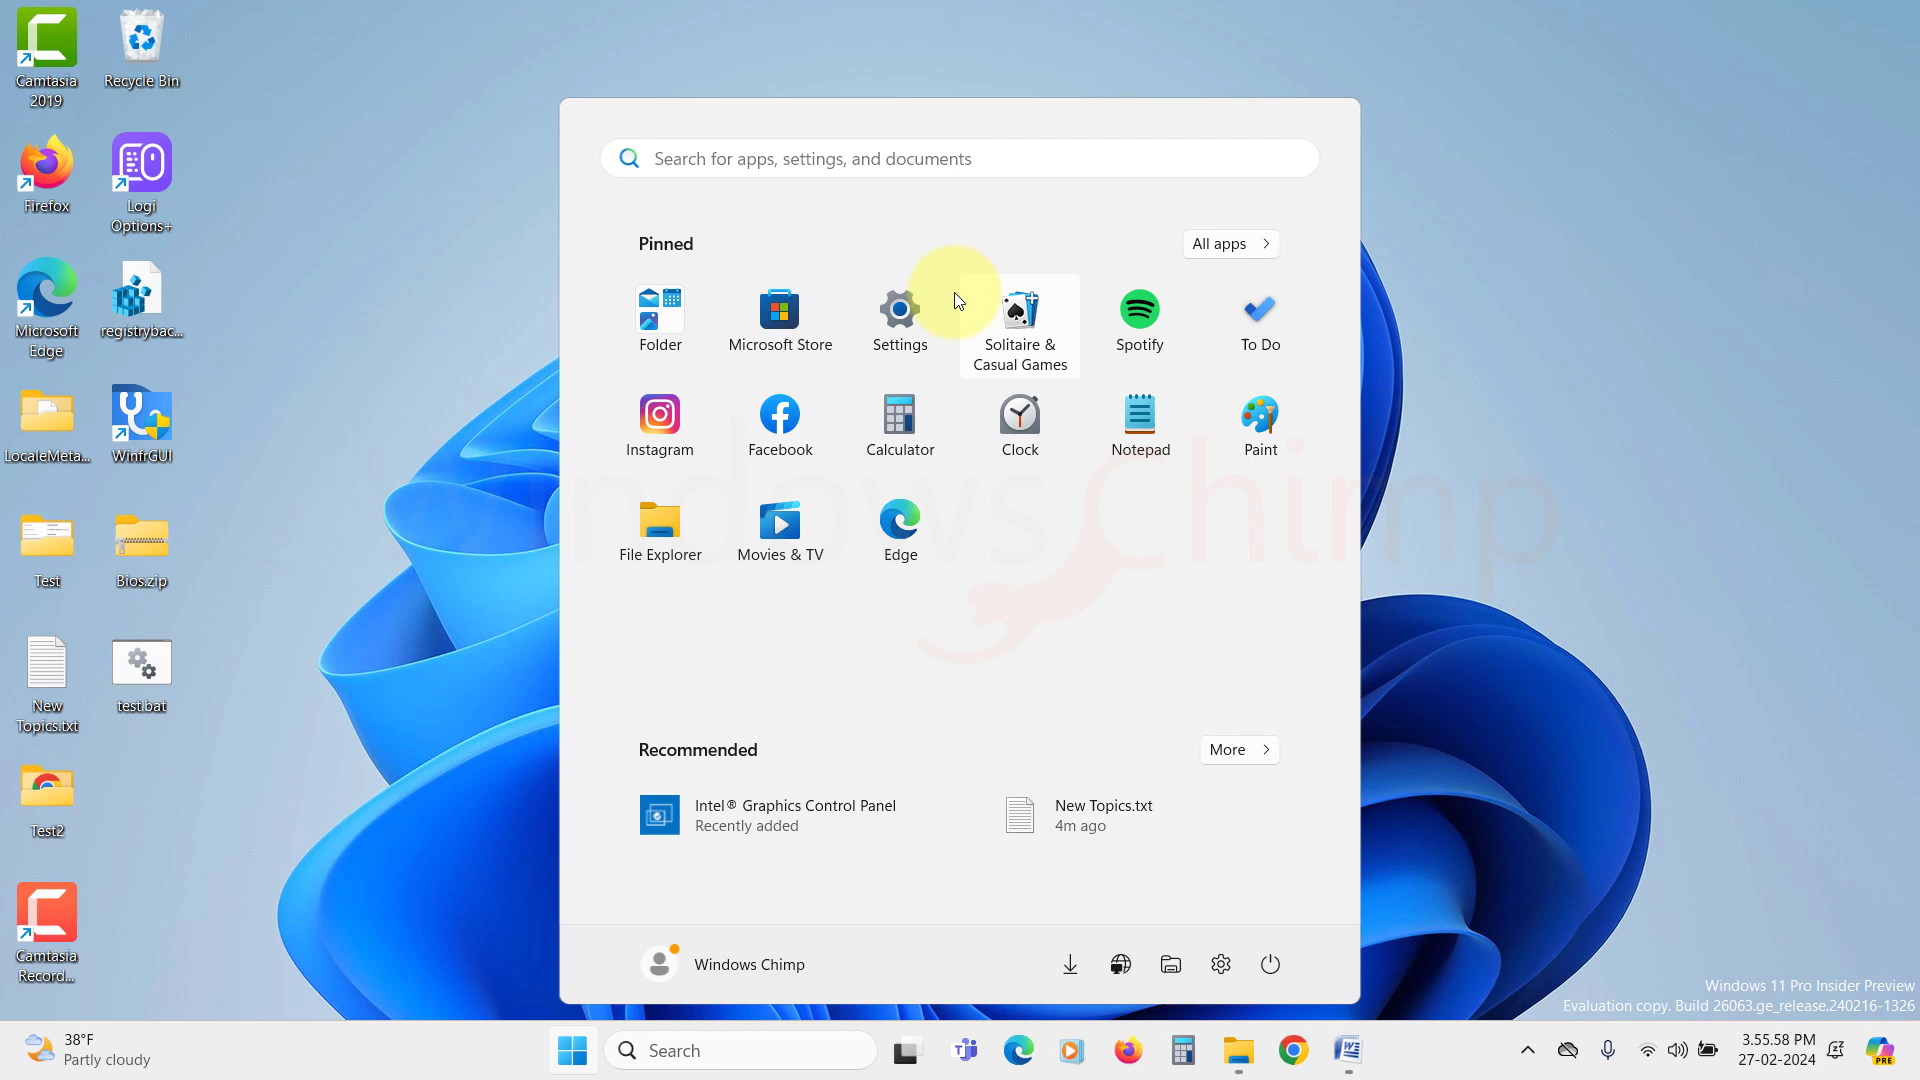 Camtasia
2019
Recycle Bin
Firefox
Logi
Options+
Microsoft
Edge
registrybac...
LocaleMeta...
WinfrGUI
Test
Bios.zip
New
Topics.txt
test.bat
Test2
Camtasia
Record...
Search for apps, settings, and documents
Pinned
All apps
Folder
Microsoft Store
Settings
Solitaire &
Casual Games
Spotify
To Do
Instagram
Facebook
Calculator
Clock
Notepad
Paint
File Explorer
Movies & TV
Edge
indowsChimp
Recommended
More
Intel® Graphics Control Panel
Recently added
New Topics.txt
4m ago
Windows Chimp
Windows 11 Pro Insider Preview
Evaluation copy. Build 26063.ge_release.240216-1326
38°F
Partly cloudy
Search
3.55.58 PM
27-02-2024
PRE